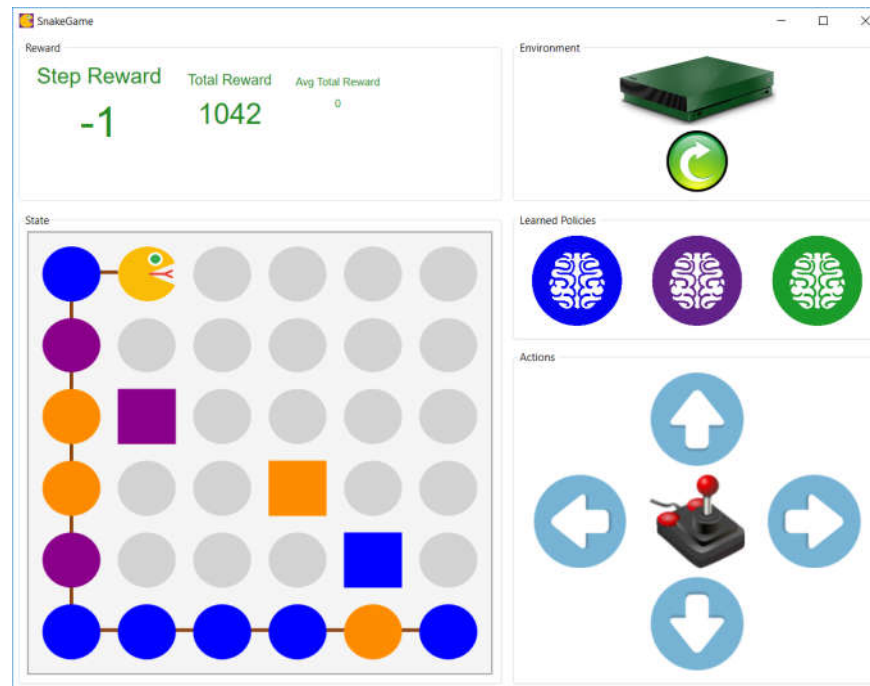 SnakeGame
Reward
Step Reward
Total Reward
Avg Total Reward
-1
1042
0
Environment
State
Learned Policies
Actions